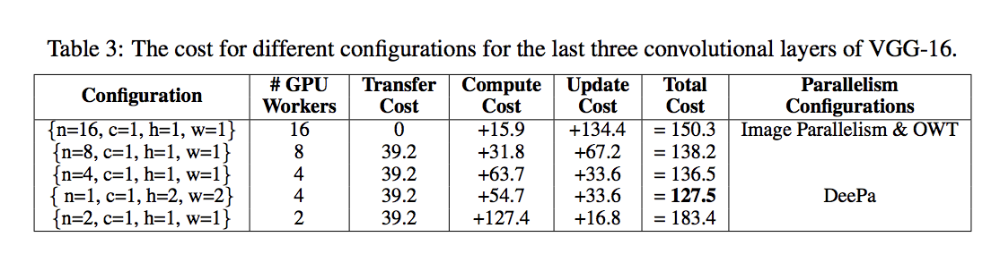 Table 3: The cost for different configurations for the last three convolutional layers of VGG-16.
Configuration # GPU Workers Transfer Cost Compute Cost Update Cost Total Cost Parallelism Configurations
{n=16, c=1, h=1, w=1} 16 0 +15.9 +134.4 = 150.3 Image Parallelism & OWT
{n=8, c=1, h=1, w=1} 8 39.2 +31.8 +67.2 = 138.2
{n=4, c=1, h=1, w=1} 4 39.2 +63.7 +33.6 = 136.5
{ n=1, c=1, h=2, w=2} 4 39.2 +54.7 +33.6 = 127.5 DeePa
{n=2, c=1, h=1, w=1} 2 39.2 +127.4 +16.8 = 183.4